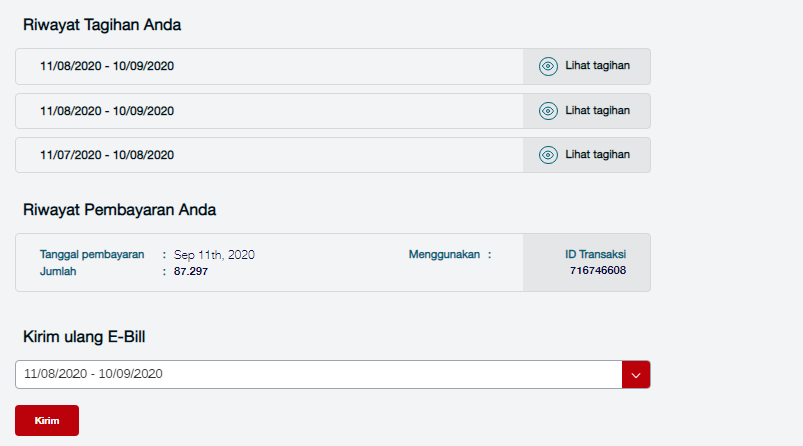 Riwayat Tagihan Anda
11/08/2020 - 10/09/2020 Lihat tagihan
11/08/2020 - 10/09/2020 Lihat tagihan
11/07/2020 - 10/08/2020 Lihat tagihan
Riwayat Pembayaran Anda
Tanggal pembayaran : Sep 11th, 2020 Menggunakan : ID Transaksi
Jumlah : 87.297 716746608
Kirim ulang E-Bill
11/08/2020 - 10/09/2020
Kirim